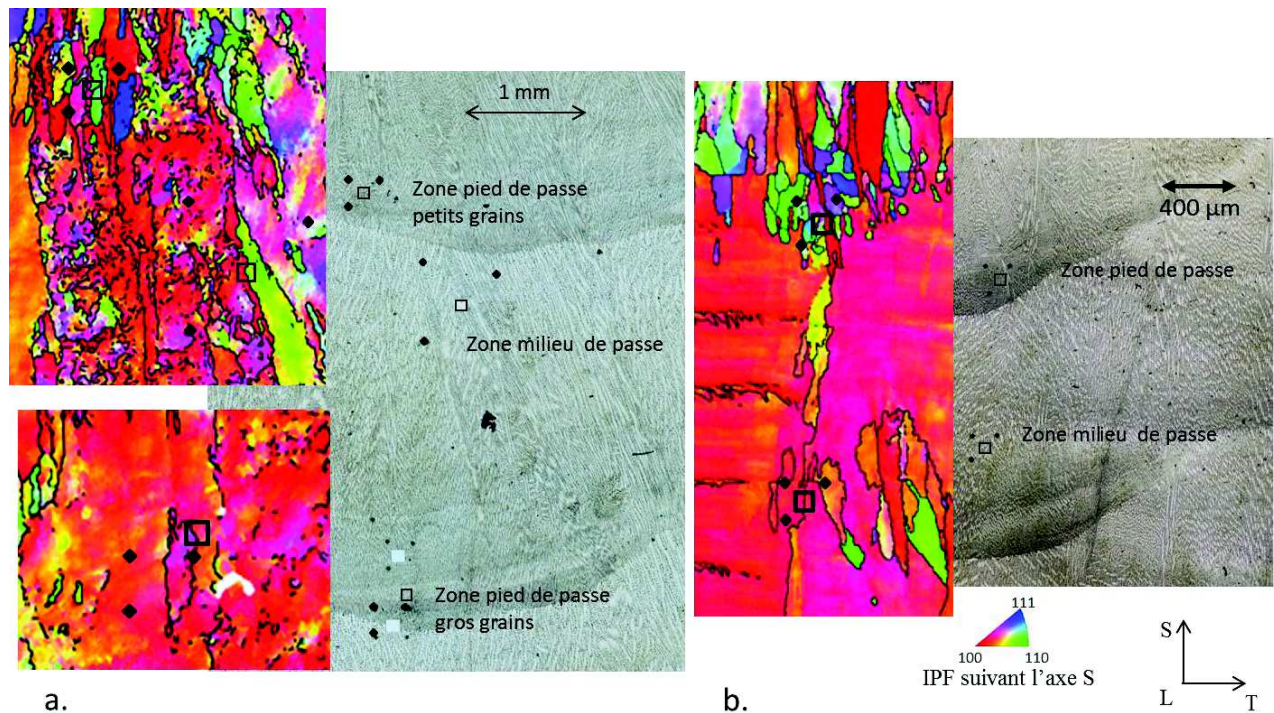 1 mm
Zone pied de passe
petits grains
Zone milieu de passe
Zone pied de passe
gros grains
a.
400 µm
Zone pied de passe
Zone milieu de passe
111
100 110
IPF suivant l’axe S
S
L T
b.